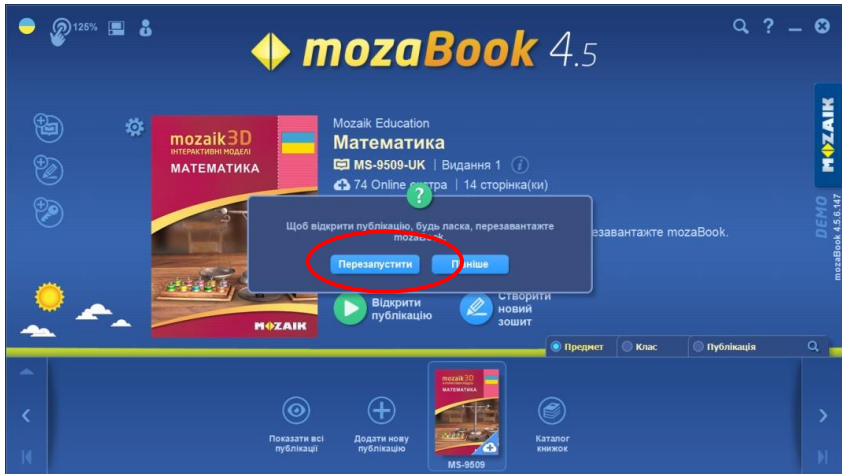 125%
mozaBook 4.5
Mozaik Education
Математика
MS-9509-UK | Видання 1
74 Online екстра | 14 сторінка(ки)
mozaik3D
ІНТЕРАКТИВНІ МОДЕЛІ
МАТЕМАТИКА
MOZAIK
Щоб відкрити публікацію, будь ласка, перезавантажте
mozaBook.
езавантажте mozaBook.
Перезапустити
Пізніше
Відкрити
публікацію
Створити
новий
зошит
MOZAIK
DEMO
mozaBook 4.5.6.147
Предмет
Клас
Публікація
Показати всі
публікації
Додати нову
публікацію
mozaik3D
МАТЕМАТИКА
MS-9509
Каталог
книжок